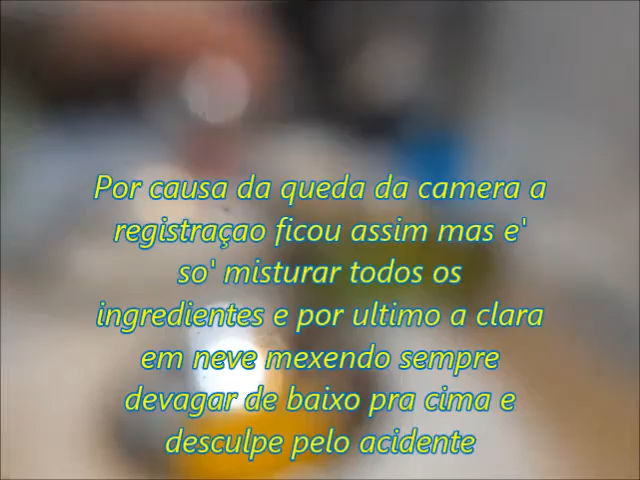 Por causa da queda da camera a
registraçao ficou assim mas e'
so' misturar todos os
ingredientes e por ultimo a clara
em neve mexendo sempre
devagar de baixo pra cima e
desculpe pelo acidente